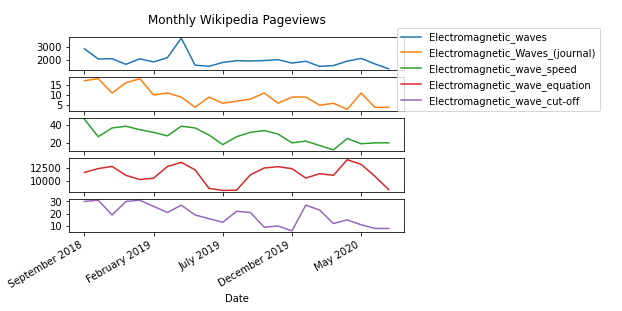 Monthly Wikipedia Pageviews
Electromagnetic_waves
Electromagnetic_Waves_(journal)
Electromagnetic_wave_speed
Electromagnetic_wave_equation
Electromagnetic_wave_cut-off
3000
2000
15
10
5
40
20
12500
10000
30
20
10
September 2018
February 2019
July 2019
December 2019
May 2020
Date